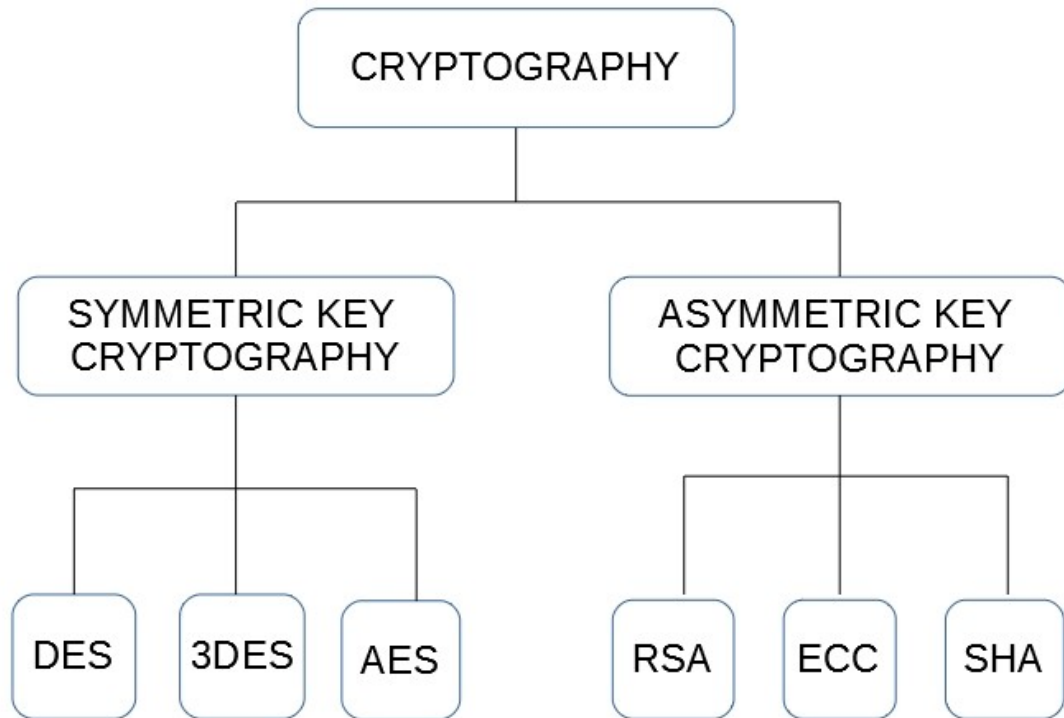 CRYPTOGRAPHY
SYMMETRIC KEY
CRYPTOGRAPHY
ASYMMETRIC KEY
CRYPTOGRAPHY
DES
3DES
AES
RSA
ECC
SHA